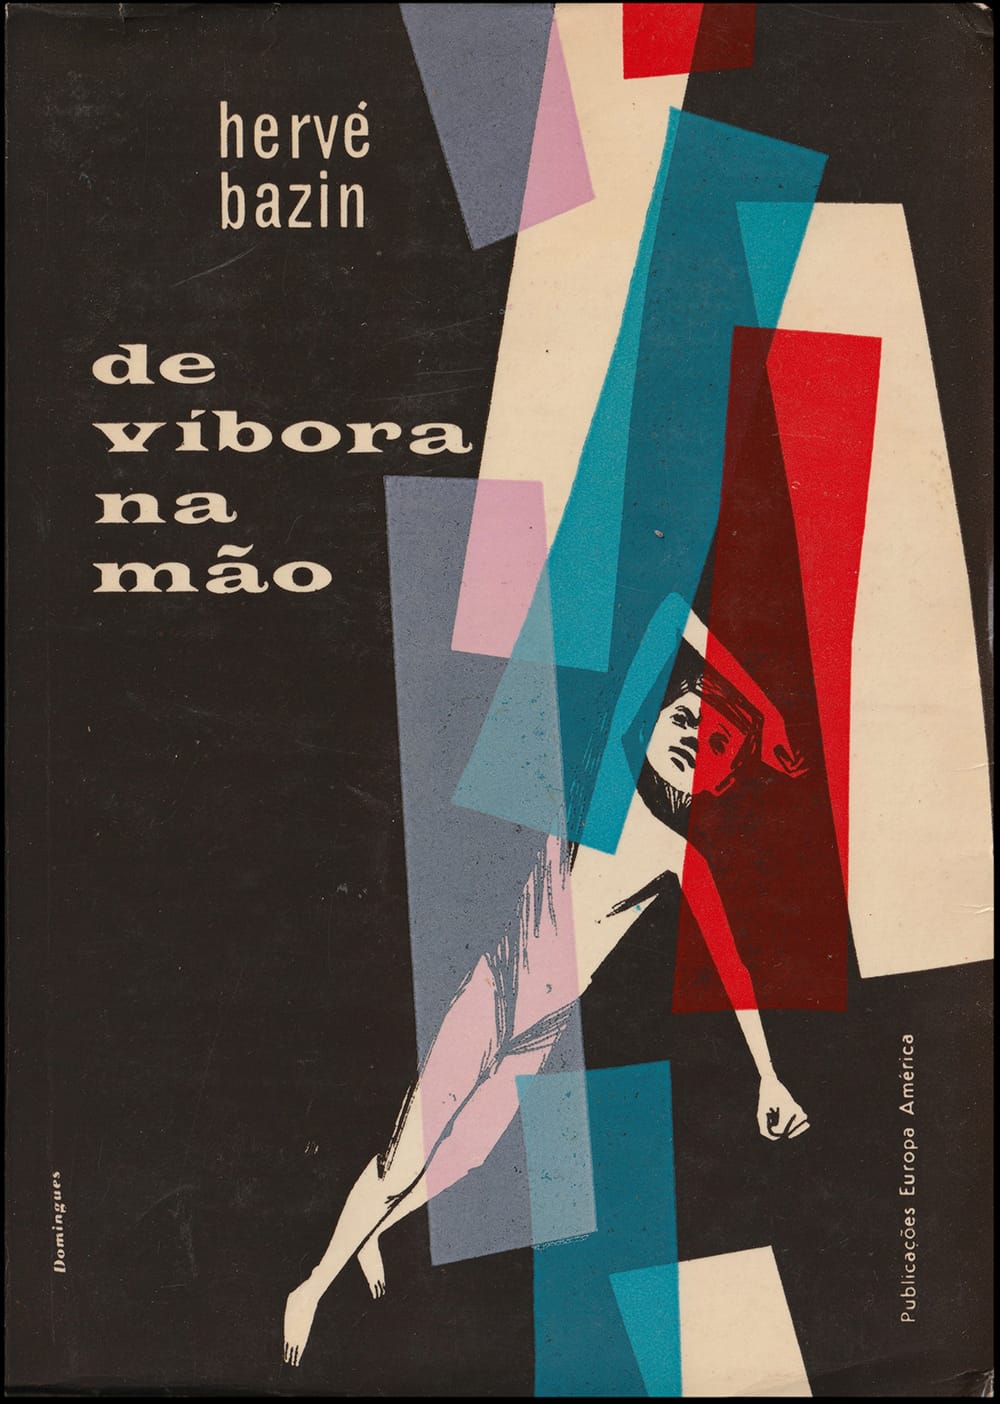 hervé
bazin
de
víbora
na
mão
Domingues
Publicações Europa América